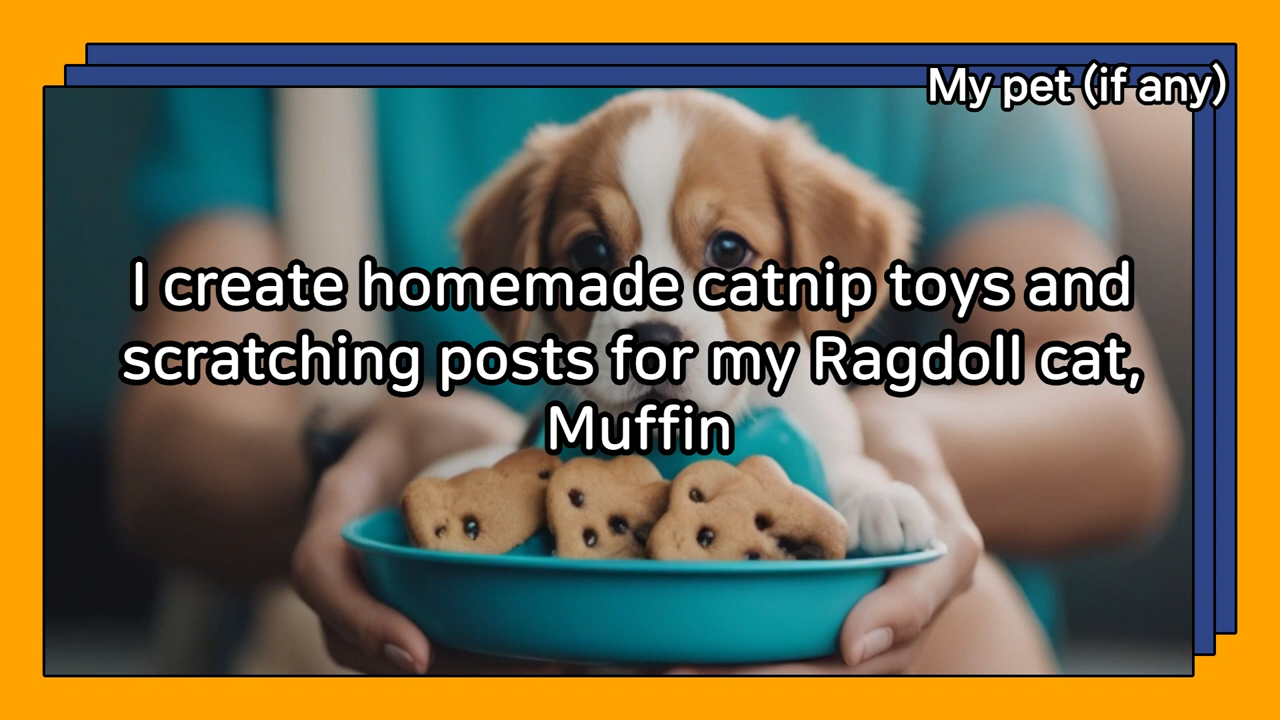 My pet (if any)
I create homemade catnip toys and
scratching posts for my Ragdoll cat,
Muffin